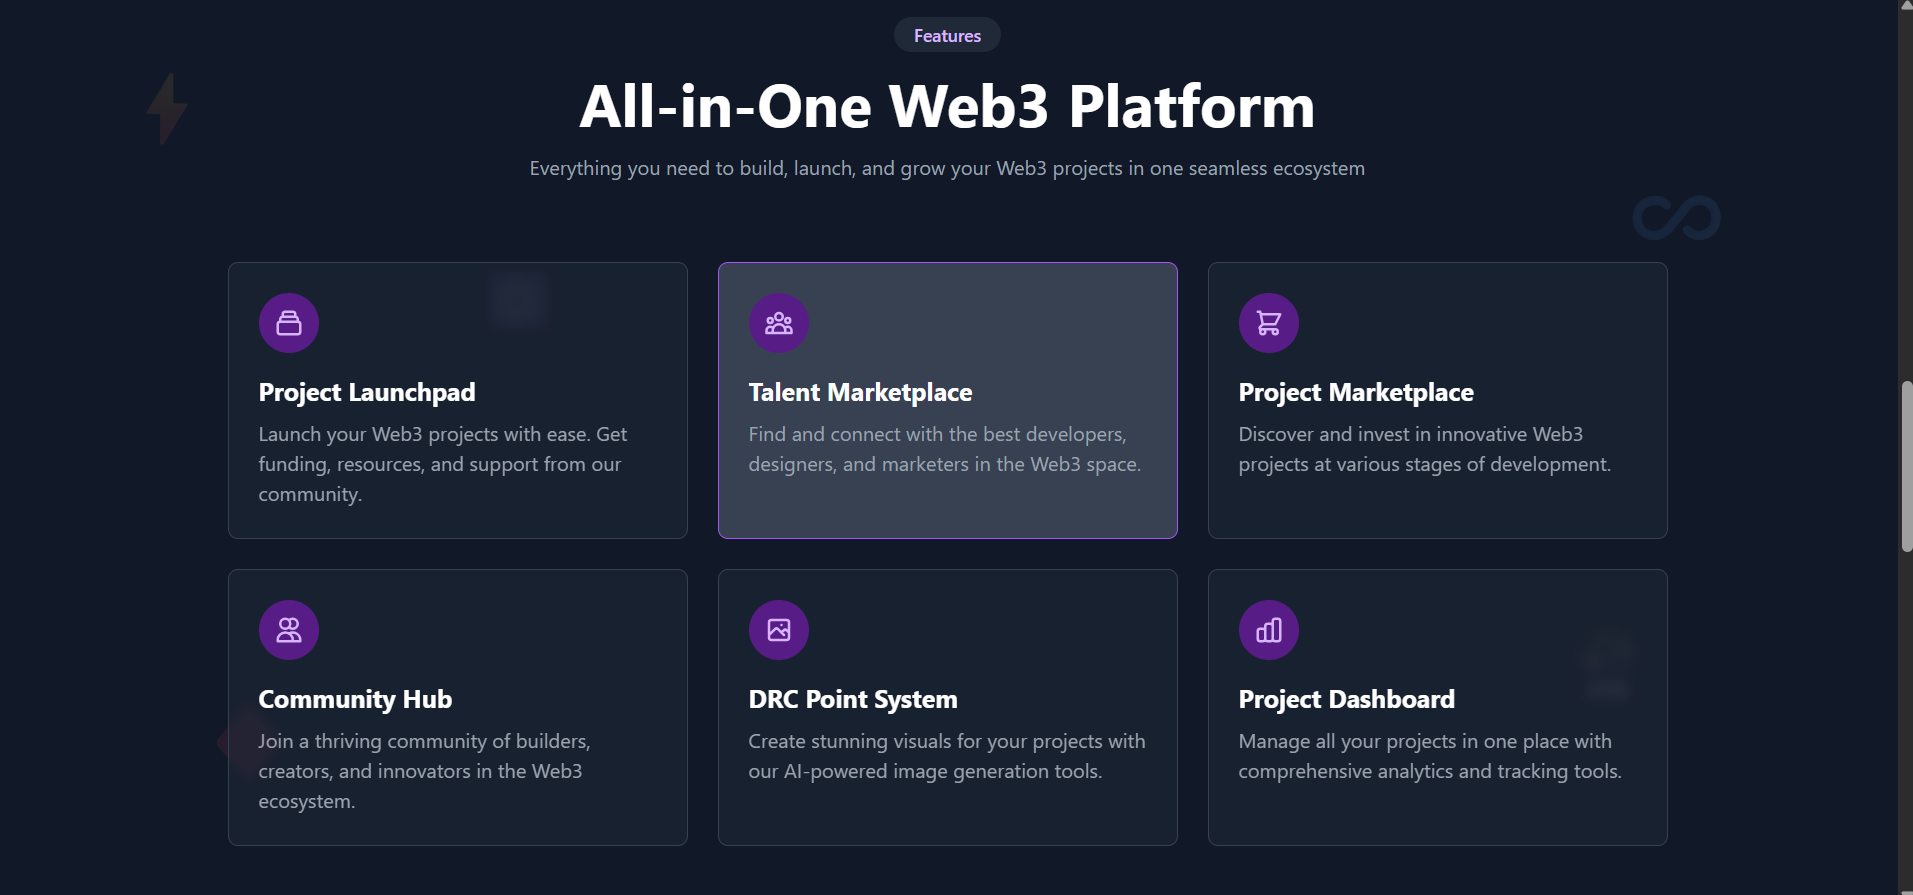 Features
All-in-One Web3 Platform
Everything you need to build, launch, and grow your Web3 projects in one seamless ecosystem
Project Launchpad
Launch your Web3 projects with ease. Get
funding, resources, and support from our
community.
Talent Marketplace
Find and connect with the best developers,
designers, and marketers in the Web3 space.
Project Marketplace
Discover and invest in innovative Web3
projects at various stages of development.
Community Hub
Join a thriving community of builders,
creators, and innovators in the Web3
ecosystem.
DRC Point System
Create stunning visuals for your projects with
our AI-powered image generation tools.
Project Dashboard
Manage all your projects in one place with
comprehensive analytics and tracking tools.